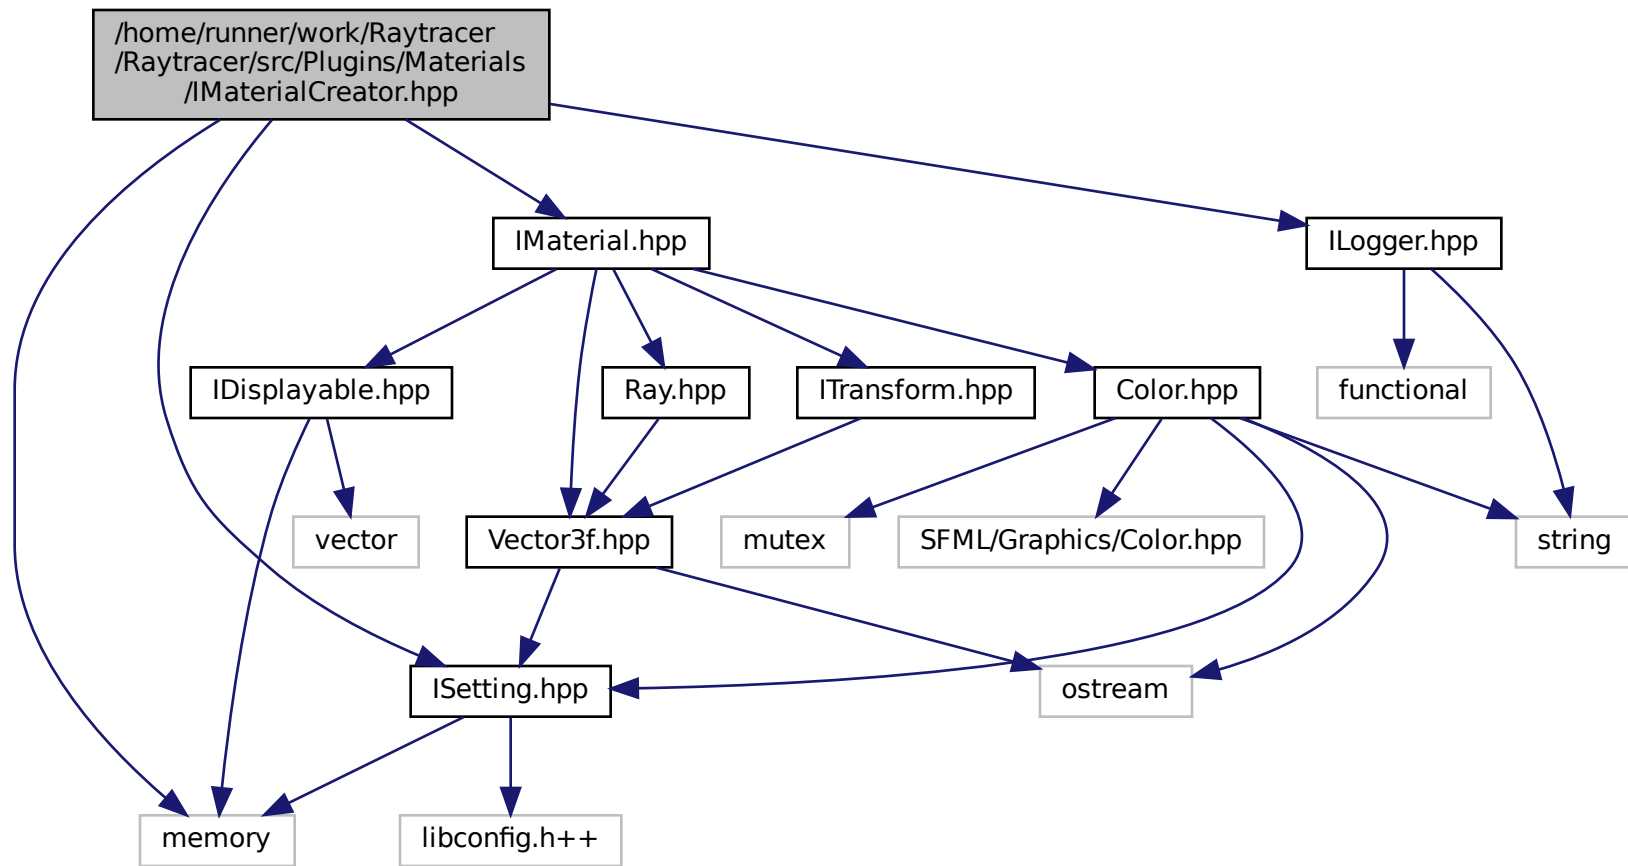 /home/runner/work/Raytracer
/Raytracer/src/Plugins/Materials
/IMaterialCreator.hpp
IMaterial.hpp
ILogger.hpp
IDisplayable.hpp
Ray.hpp
ITransform.hpp
Color.hpp
functional
vector
Vector3f.hpp
mutex
SFML/Graphics/Color.hpp
string
ISetting.hpp
ostream
memory
libconfig.h++